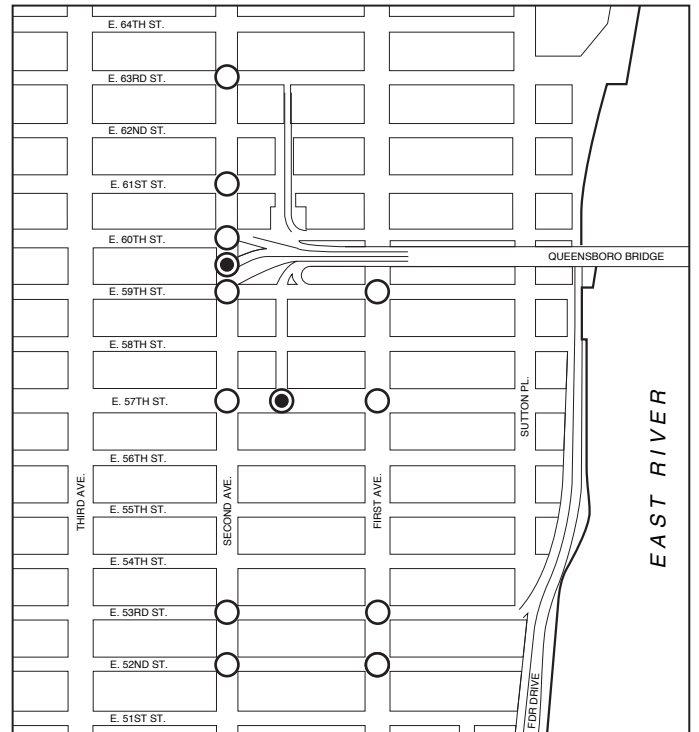 E. 64TH ST.
E. 63RD ST.
E. 62ND ST.
E. 61ST ST.
E. 60TH ST.
QUEENSBORO BRIDGE
E. 59TH ST.
E. 58TH ST.
E. 57TH ST.
SUTTON PL.
EAST RIVER
E. 56TH ST.
THIRD AVE.
SECOND AVE.
FIRST AVE.
E. 55TH ST.
E. 54TH ST.
E. 53RD ST.
E. 52ND ST.
FDR DRIVE
E. 51ST ST.